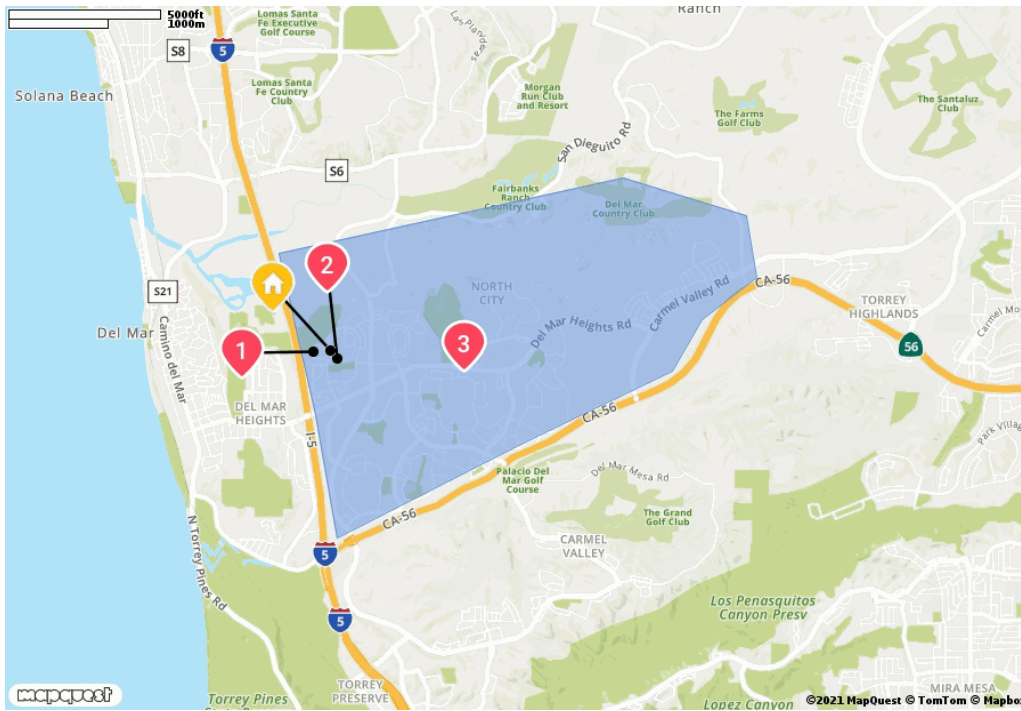 5000ft
1000m
Ranch
Lomas Santa
Fe Executive
Golf Course
S8
5
Las Palomas
Solana Beach
Lomas Santa
Fe Country
Club
Morgan
Run Club
and Resort
The Farms
Golf Club
The Santaluz
Club
San Dieguito Rd
S6
Fairbanks
Ranch
Country Club
Del Mar
Country Club
2
S21
NORTH
CITY
Carmel Valley Rd
CA-56
TORREY
HIGHLANDS
Carmel Mo
Del Mar
Camino del Mar
Del Mar Heights Rd
1
3
56
DEL MAR
HEIGHTS
I-5
CA-56
Park Village
Palacio Del
Mar Golf
Course
Del Mar Mesa Rd
CA-56
The Grand
Golf Club
N Torrey Pines Rd
5
CARMEL
VALLEY
5
Los Penasquitos
Canyon Presv
TORREY
PRESERVE
MIRA MESA
mapquest
Torrey Pines
Lopez Canyon
©2021 MapQuest © TomTom © Mapbo